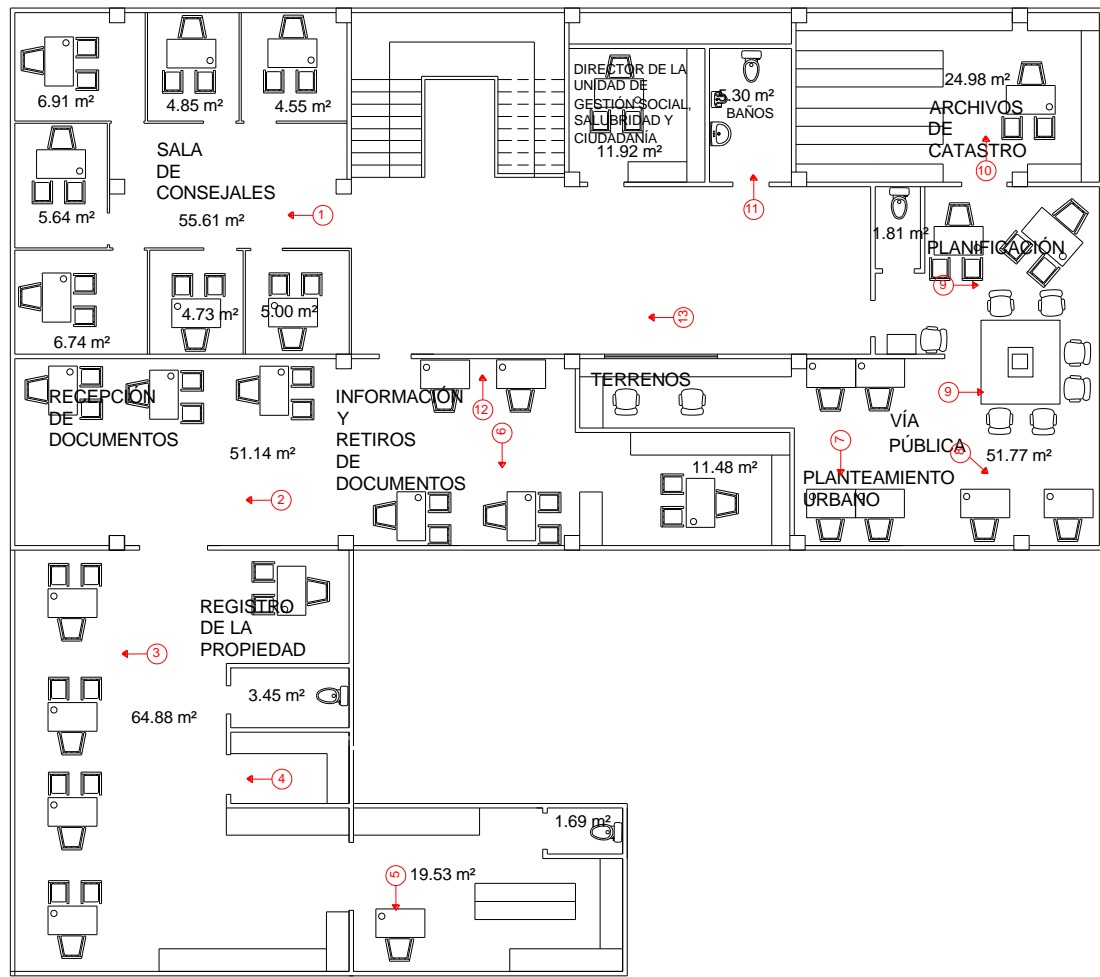 6.91 m²
4.85 m²
4.55 m²
5.64 m²
SALA
DE
CONSEJALES
55.61 m²
1
6.74 m²
4.73 m²
5.00 m²
DIRECTOR DE LA
UNIDAD DE
GESTIÓN SOCIAL,
SALUBRIDAD Y
CIUDADANÍA
11.92 m²
5.30 m²
BAÑOS
11
24.98 m²
ARCHIVOS
DE
CATASTRO
10
1.81 m²
PLANIFICACIÓN
9
13
RECEPCIÓN
DE
DOCUMENTOS
51.14 m²
2
INFORMACIÓN
Y
RETIROS
DE
DOCUMENTOS
12
6
TERRENOS
11.48 m²
9
VÍA
PÚBLICA
51.77 m²
7
8
PLANTEAMIENTO
URBANO
REGISTRO
DE LA
PROPIEDAD
3
64.88 m²
3.45 m²
4
1.69 m²
5
19.53 m²